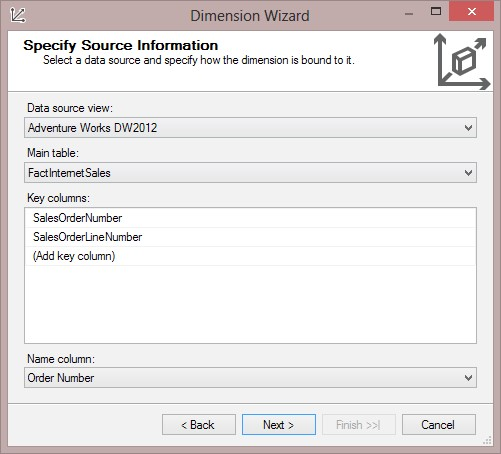 Dimension Wizard
Specify Source Information
Select a data source and specify how the dimension is bound to it.
Data source view:
Adventure Works DW2012
Main table:
FactInternetSales
Key columns:
SalesOrderNumber
SalesOrderLineNumber
(Add key column)
Name column:
Order Number
< Back Next > Finish >>| Cancel